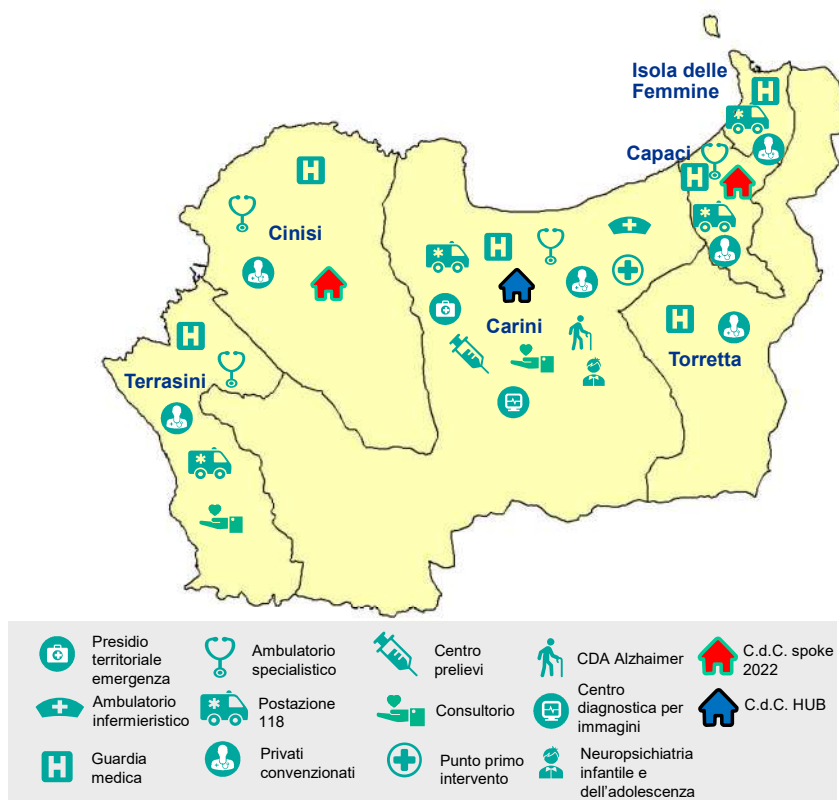 Isola delle
Femmine
Capaci
Cinisi
Carini
Terrasini
Torretta
Presidio
territoriale
emergenza
Ambulatorio
specialistico
Centro
prelievi
CDA Alzhaimer
C.d.C. spoke
2022
Ambulatorio
infermieristico
Postazione
118
Consultorio
Centro
diagnostica per
immagini
C.d.C. HUB
Guardia
medica
Privati
convenzionati
Punto primo
intervento
Neuropsichiatria
infantile e
dell'adolescenza